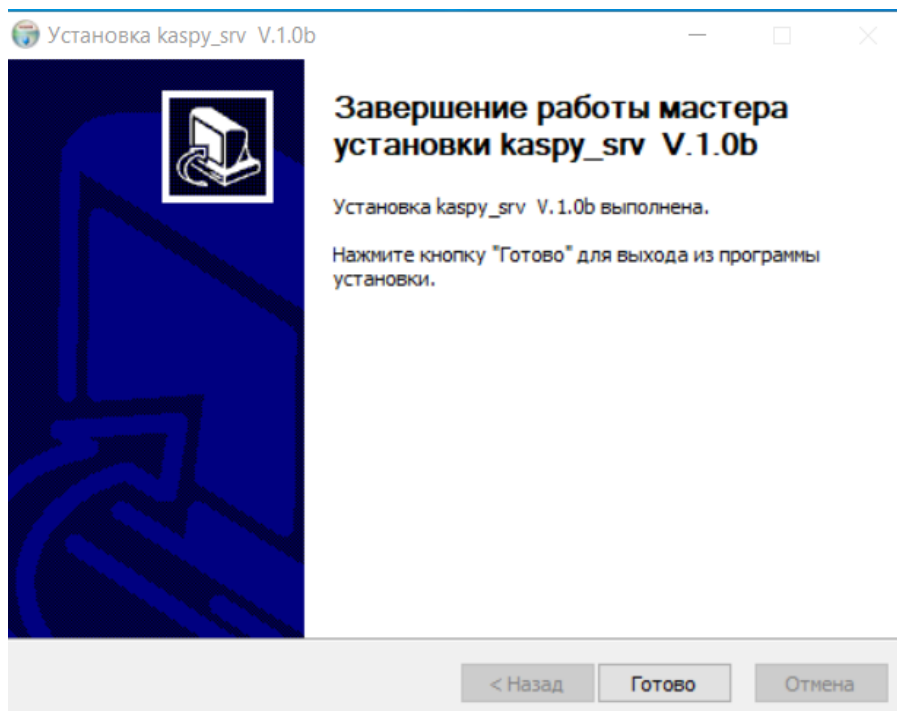 Установка kaspy_srv V.1.0b
Завершение работы мастера
установки kaspy_srv V.1.0b
Установка kaspy_srv V.1.0b выполнена.
Нажмите кнопку "Готово" для выхода из программы
установки.
< Назад
Готово
Отмена